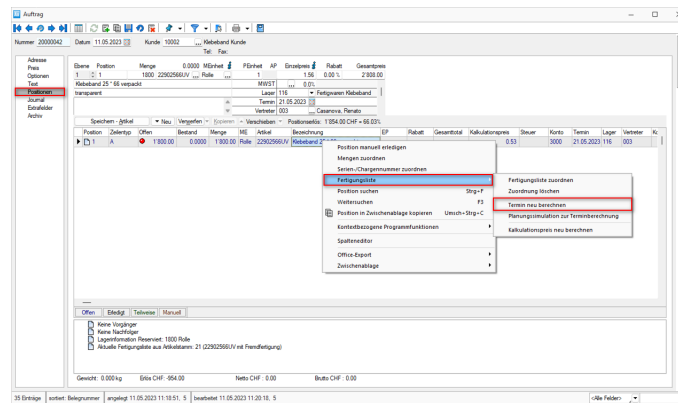 Auftrag
Nummer 20000042 Datum 11.05.2023 Kunde 10002 ... Klebeband Kunde
Tel: Fax:
Adresse
Preis
Optionen
Text
Positionen
Journal
Extrafelder
Archiv
Ebene Position Menge 0.0000 MEinheit PEinheit AP Einzelpreis Rabatt Gesamtpreis
1 1 1800 22902566UV ... Rolle ... 1 1.56 0.00 % 2'800.00
Klebeband 25 * 66 verpackt MWST ... 0.0%
transparent Lager 116 Fertigwaren Klebeband
Termin 21.05.2023
Vertreter 003 ... Casanova, Renato
Speichern - Artikel Neu Verwerfen Kopieren Verschieben Positionserlös: 1'854.00 CHF = 66.03%
Position Zeilentyp Offen Bestand Menge ME Artikel Bezeichnung EP Rabatt Gesamttotal Kalkulationspreis Steuer Konto Termin Lager Vertreter
1 A 1'800.00 0.0000 1'800.00 Rolle 22902566UV Klebeband 0.53 3000 21.05.2023 116 003
Position manuell erledigen
Mengen zuordnen
Serien-/Chargennummer zuordnen
Fertigungsliste
Position suchen Strg+F
Weitersuchen F3
Position in Zwischenablage kopieren Umsch+Strg+C
Kontextbezogene Programmfunktionen
Spalteneditor
Office-Export
Zwischenablage
Fertigungsliste zuordnen
Zuordnung löschen
Termin neu berechnen
Planungssimulation zur Terminberechnung
Kalkulationspreis neu berechnen
Offen Erledigt Teilweise Manuell
Keine Vorgänger
Keine Nachfolger
Lagerinformation Reserviert: 1800 Rolle
Aktuelle Fertigungsliste aus Artikelstamm: 21 (22902566UV mit Fremdfertigung)
Gewicht : 0.000 kg Erlös CHF:-954.00 Netto CHF : 0.00 Brutto CHF : 0.00
35 Einträge sortiert: Belegnummer angelegt 11.05.2023 11:18:51, 5 bearbeitet 11.05.2023 11:20:18, 5 <Alle Felder>